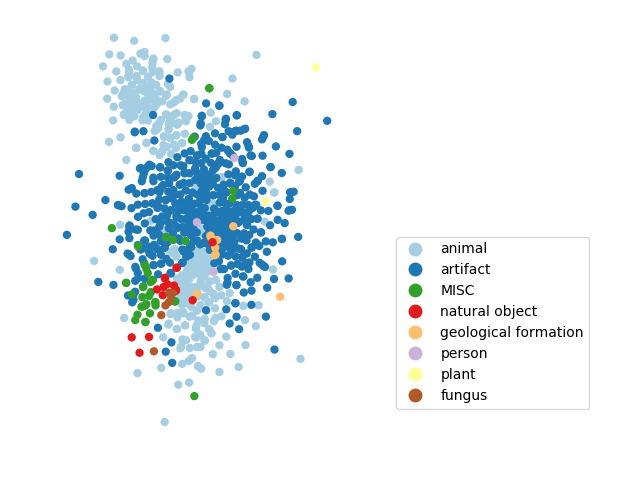 animal
artifact
MISC
natural object
geological formation
person
plant
fungus